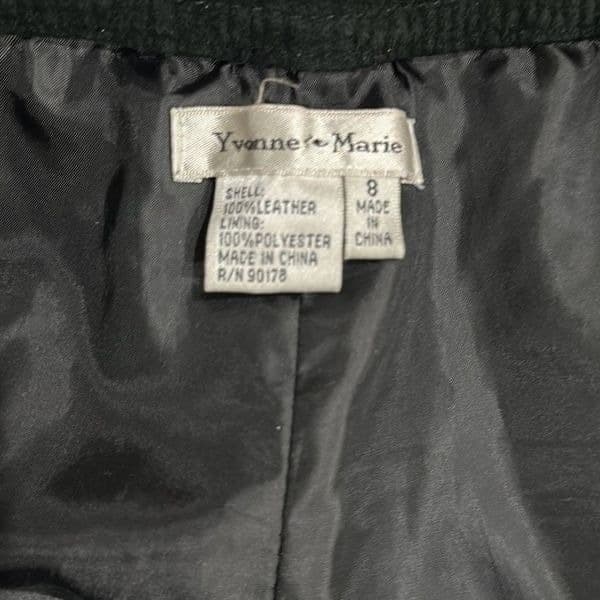 Yvonne Marie
SHELL:
100%LEATHER
LINING:
100%POLYESTER
MADE IN CHINA
R/N 90178
8
MADE
IN
CHINA